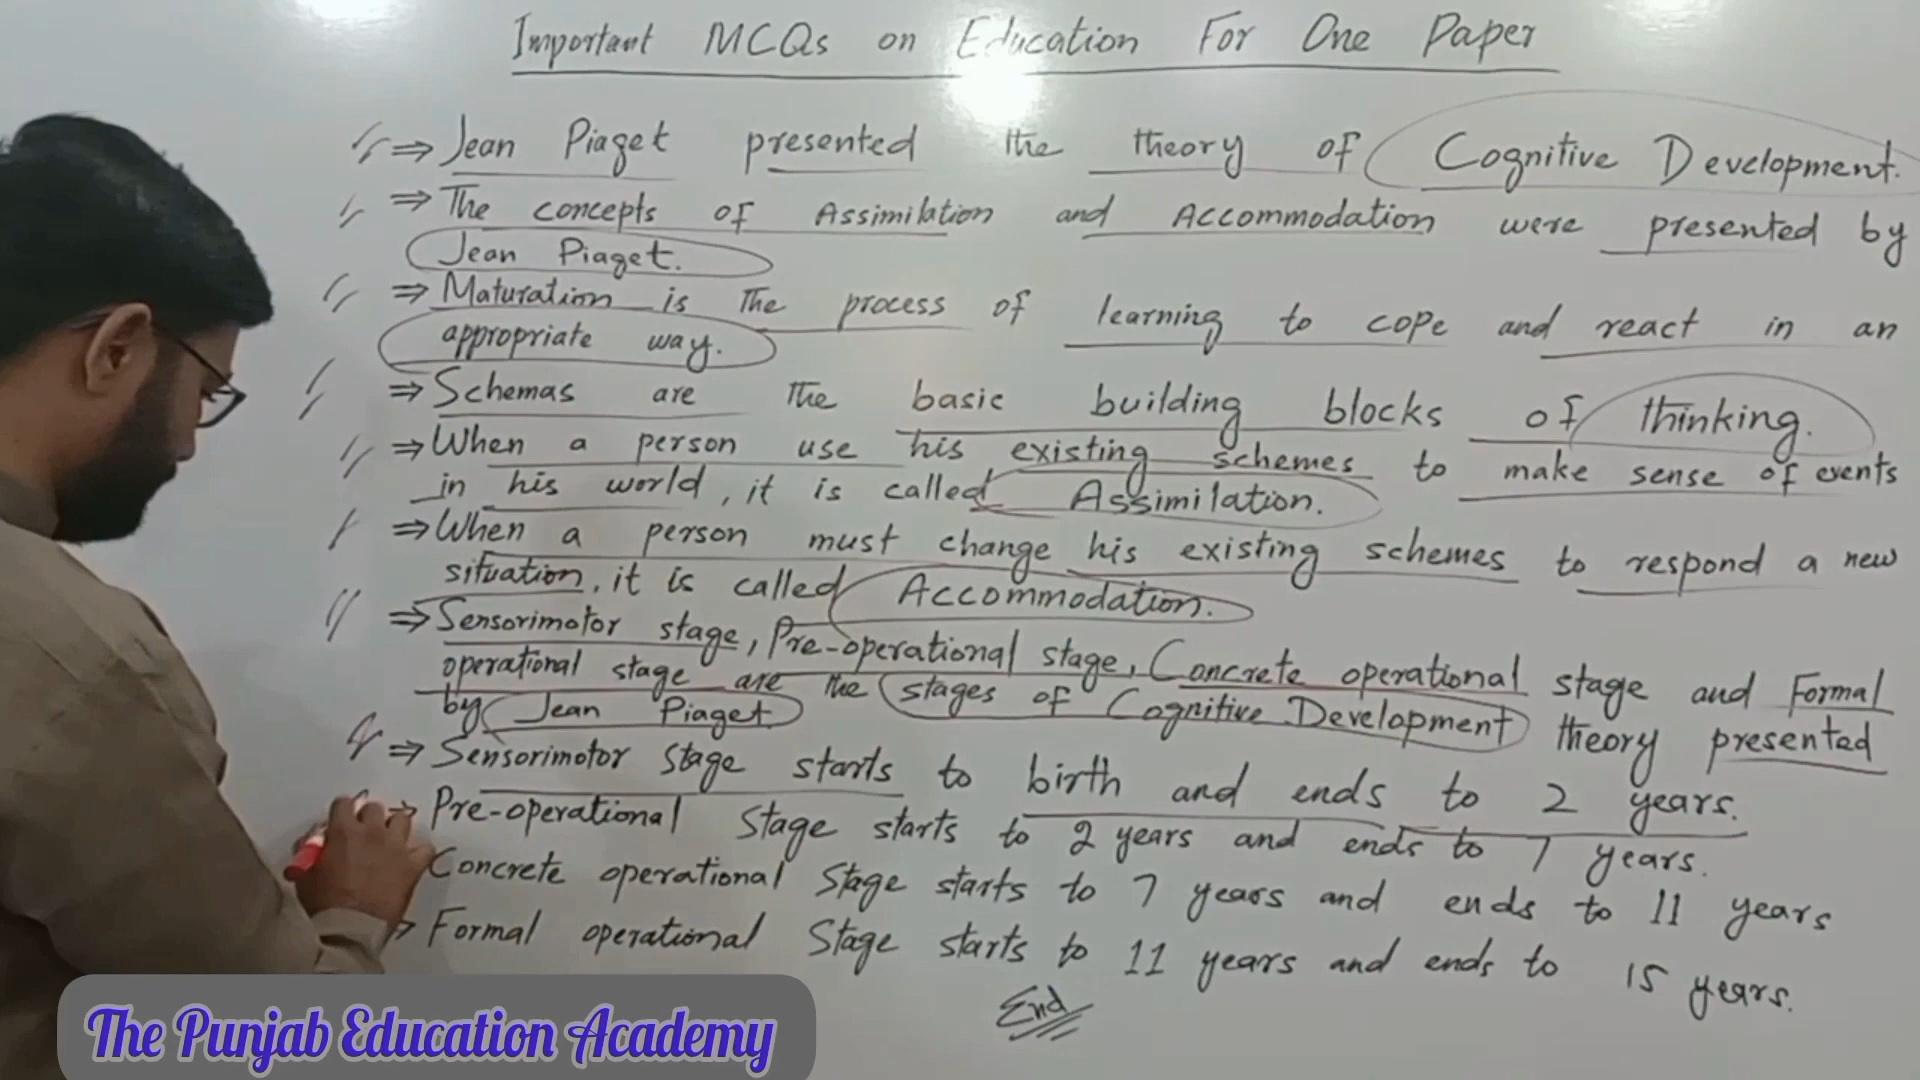 Important MCQs on Education For One Paper
⇒ Jean Piaget presented the theory of Cognitive Development.
⇒ The concepts of Assimilation and Accommodation were presented by
Jean Piaget.
⇒ Maturation is the process of learning to cope and react in an
appropriate way.
⇒ Schemas are the basic building blocks of thinking.
⇒ When a person use his existing schemes to make sense of events
in his world, it is called Assimilation.
⇒ When a person must change his existing schemes to respond a new
situation, it is called Accommodation.
⇒ Sensorimotor stage, Pre-operational stage, Concrete operational stage and Formal
operational stage are the stages of Cognitive Development theory presented
by Jean Piaget
⇒ Sensorimotor Stage starts to birth and ends to 2 years.
Pre-operational Stage starts to 2 years and ends to 7 years.
Concrete operational Stage starts to 7 years and ends to 11 years
Formal operational Stage starts to 11 years and ends to 15 years.
End
The Punjab Education Academy